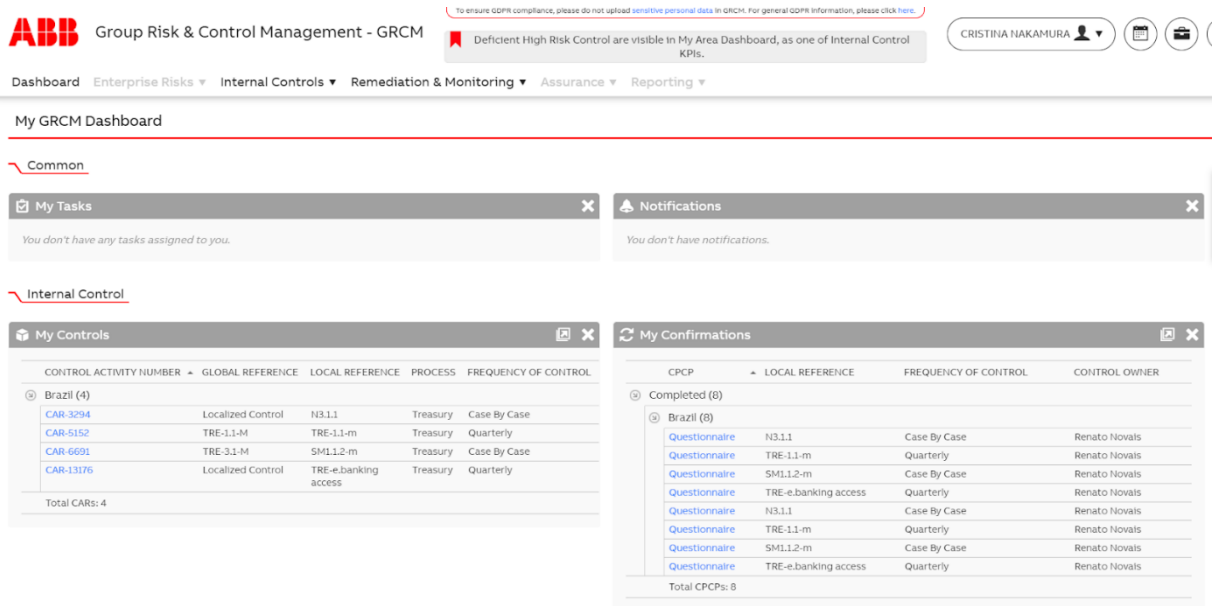 To ensure GDPR compliance, please do not upload sensitive personal data in GRCM. For general GDPR information, please click here.
ABB
Group Risk & Control Management - GRCM
Deficient High Risk Control are visible in My Area Dashboard, as one of Internal Control
KPIs.
CRISTINA NAKAMURA
Dashboard Enterprise Risks Internal Controls Remediation & Monitoring Assurance Reporting
My GRCM Dashboard
Common
My Tasks
You don't have any tasks assigned to you.
Notifications
You don't have notifications.
Internal Control
My Controls
CONTROL ACTIVITY NUMBER GLOBAL REFERENCE LOCAL REFERENCE PROCESS FREQUENCY OF CONTROL
Brazil (4)
CAR-3294 Localized Control N3.1.1 Treasury Case By Case
CAR-5152 TRE-1.1-M TRE-1.1-m Treasury Quarterly
CAR-6691 TRE-3.1-M SM1.1.2-m Treasury Case By Case
CAR-13176 Localized Control TRE-e.banking Treasury Quarterly
access
Total CARs: 4
My Confirmations
CPCP LOCAL REFERENCE FREQUENCY OF CONTROL CONTROL OWNER
Completed (8)
Brazil (8)
Questionnaire N3.1.1 Case By Case Renato Novais
Questionnaire TRE-1.1-m Quarterly Renato Novais
Questionnaire SM1.1.2-m Case By Case Renato Novais
Questionnaire TRE-e.banking access Quarterly Renato Novais
Questionnaire N3.1.1 Case By Case Renato Novais
Questionnaire TRE-1.1-m Quarterly Renato Novais
Questionnaire SM1.1.2-m Case By Case Renato Novais
Questionnaire TRE-e.banking access Quarterly Renato Novais
Total CPCPs: 8